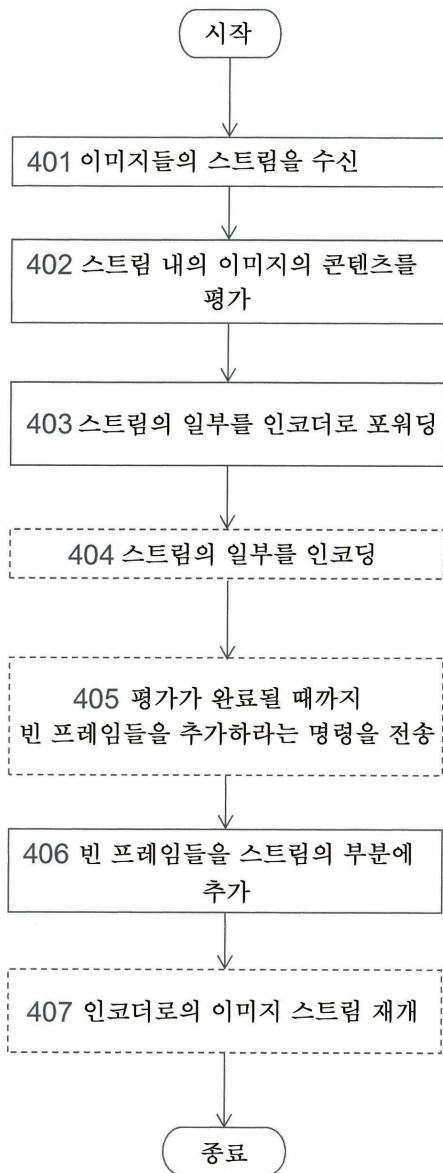 시작
401 이미지들의 스트림을 수신
402 스트림 내의 이미지의 콘텐츠를
평가
403 스트림의 일부를 인코더로 포워딩
404 스트림의 일부를 인코딩
405 평가가 완료될 때까지
빈 프레임들을 추가하라는 명령을 전송
406 빈 프레임들을 스트림의 부분에
추가
407 인코더로의 이미지 스트림 재개
종료